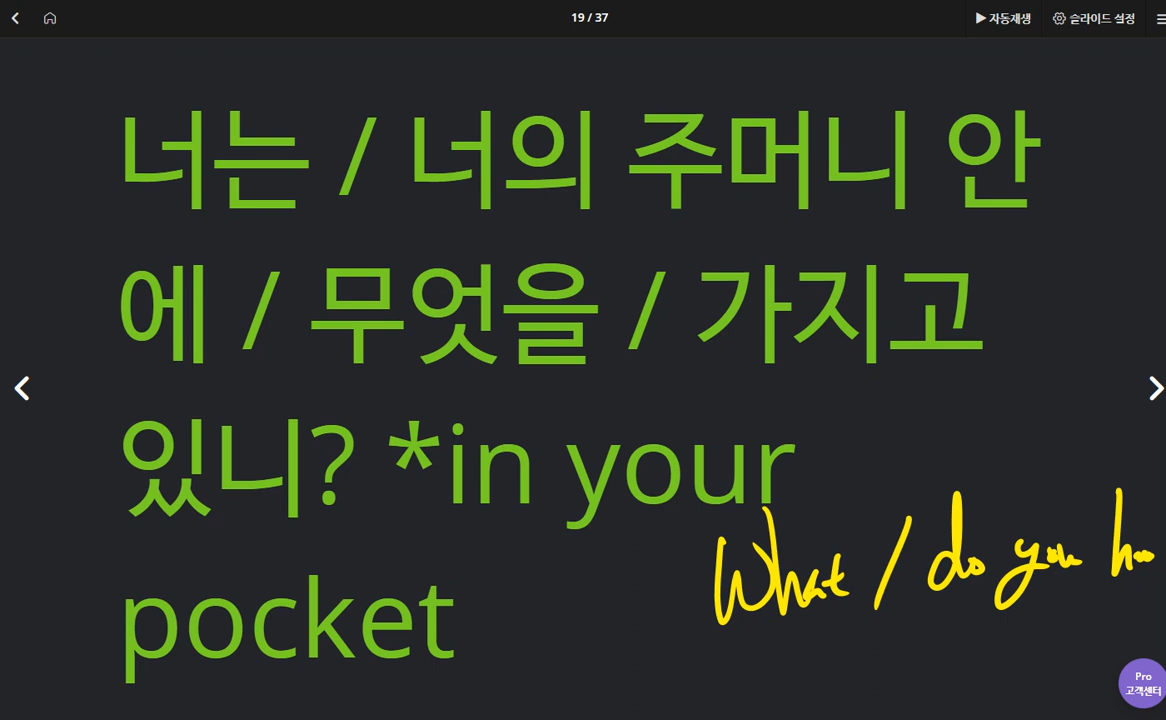 19 / 37
자동재생
슬라이드 설정
너는 / 너의 주머니 안
에 / 무엇을 / 가지고
있니? *in your
pocket
What / do you ha
Pro
고객센터